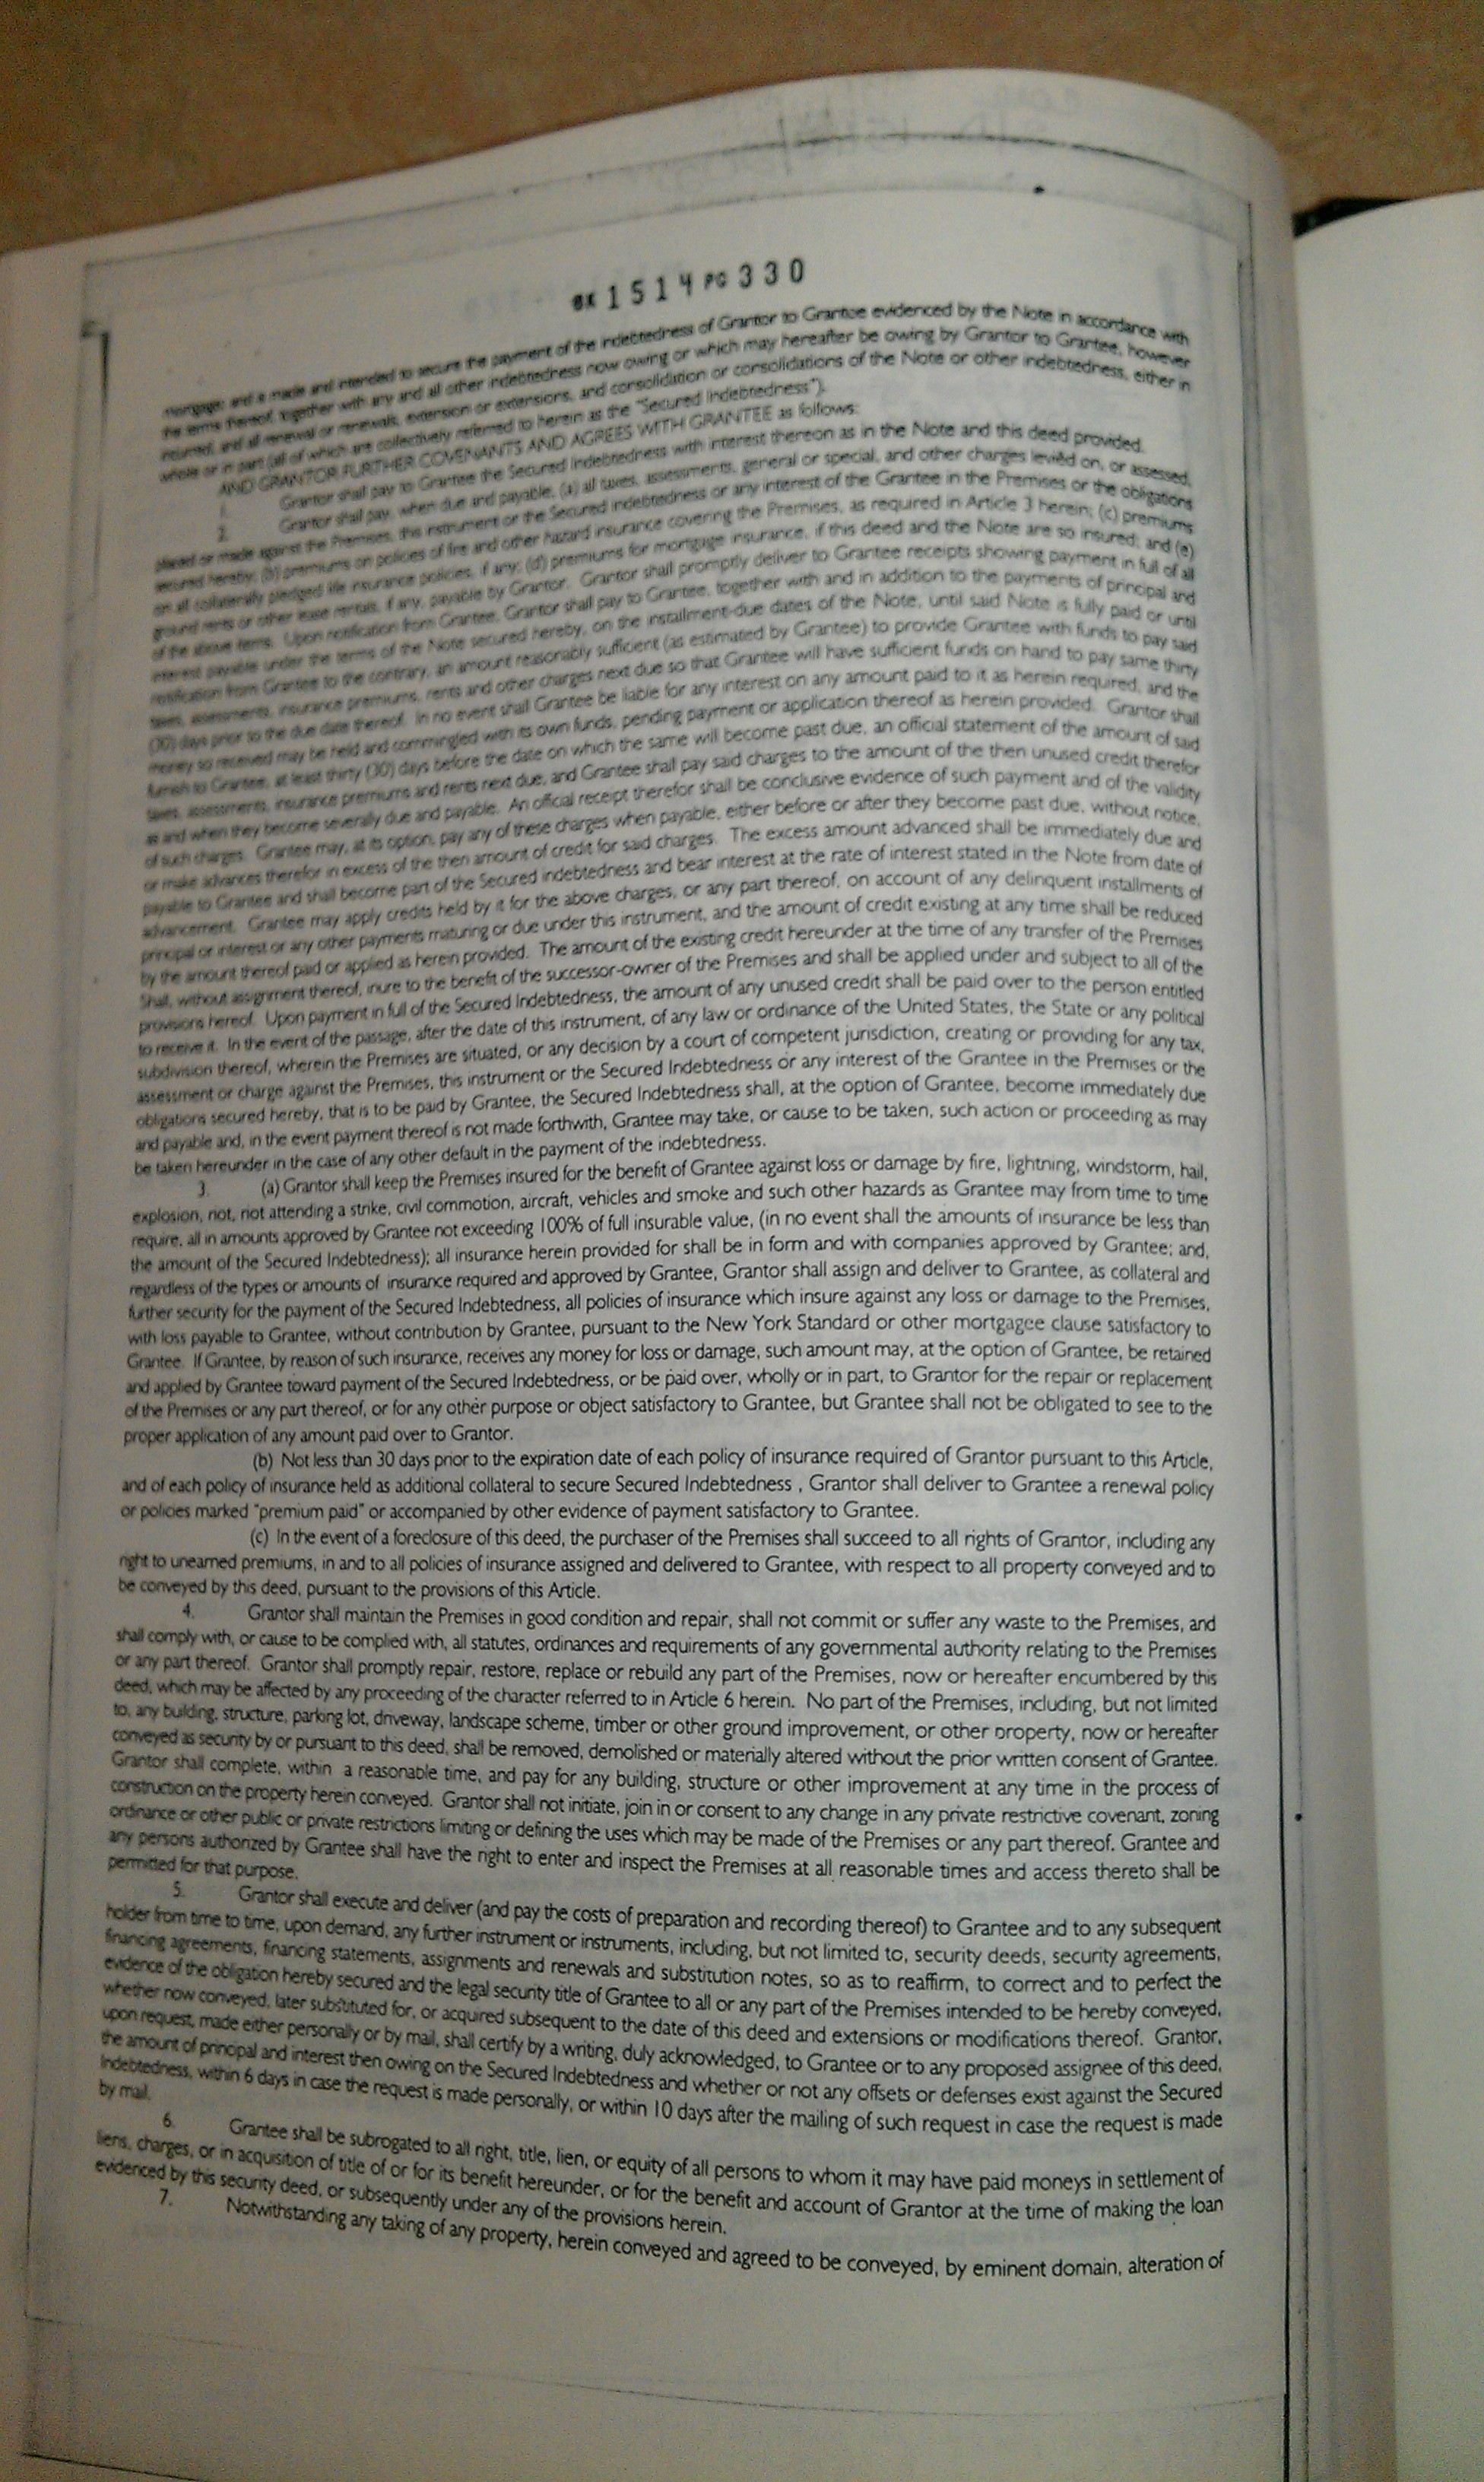 BK 1514 PG 330
mortgage; and is made and intended to secure the payment of the indebtedness of Grantor to Grantee evidenced by the Note in accordance with
the terms thereof, together with any and all other indebtedness now owing or which may hereafter be owing by Grantor to Grantee, however
incurred, and all renewal or renewals, extension or extensions, and consolidation or consolidations of the Note or other indebtedness, either in
whole or in part (all of which are collectively referred to herein as the "Secured Indebtedness").
AND GRANTOR FURTHER COVENANTS AND AGREES WITH GRANTEE as follows:
1. Grantor shall pay to Grantee the Secured Indebtedness with interest thereon as in the Note and this deed provided.
2. Grantor shall pay, when due and payable, (a) all taxes, assessments, general or special, and other charges levied on, or assessed,
placed or made against the Premises, this instrument or the Secured Indebtedness or any interest of the Grantee in the Premises or the obligations
secured hereby; (b) premiums on policies of fire and other hazard insurance covering the Premises, as required in Article 3 herein; (c) premiums
on all collaterally pledged life insurance policies, if any; (d) premiums for mortgage insurance, if this deed and the Note are so insured; and (e)
ground rents or other lease rentals, if any, payable by Grantor. Grantor shall promptly deliver to Grantee receipts showing payment in full of all
of the above items. Upon notification from Grantee, Grantor shall pay to Grantee, together with and in addition to the payments of principal and
interest payable under the terms of the Note secured hereby, on the installment-due dates of the Note, until said Note is fully paid or until
notification from Grantee to the contrary, an amount reasonably sufficient (as estimated by Grantee) to provide Grantee with funds to pay said
taxes, assessments, insurance premiums, rents and other charges next due so that Grantee will have sufficient funds on hand to pay same thirty
(30) days prior to the due date thereof. In no event shall Grantee be liable for any interest on any amount paid to it as herein required, and the
money so received may be held and commingled with its own funds, pending payment or application thereof as herein provided. Grantor shall
furnish to Grantee, at least thirty (30) days before the date on which the same will become past due, an official statement of the amount of said
taxes, assessments, insurance premiums and rents next due, and Grantee shall pay said charges to the amount of the then unused credit therefor
as and when they become severally due and payable. An official receipt therefor shall be conclusive evidence of such payment and of the validity
of such charges. Grantee may, at its option, pay any of these charges when payable, either before or after they become past due, without notice,
or make advances therefor in excess of the then amount of credit for said charges. The excess amount advanced shall be immediately due and
payable to Grantee and shall become part of the Secured Indebtedness and bear interest at the rate of interest stated in the Note from date of
advancement. Grantee may apply credits held by it for the above charges, or any part thereof, on account of any delinquent installments of
principal or interest or any other payments maturing or due under this instrument, and the amount of credit existing at any time shall be reduced
by the amount thereof paid or applied as herein provided. The amount of the existing credit hereunder at the time of any transfer of the Premises
Shall, without assignment thereof, inure to the benefit of the successor-owner of the Premises and shall be applied under and subject to all of the
provisions hereof. Upon payment in full of the Secured Indebtedness, the amount of any unused credit shall be paid over to the person entitled
to receive it. In the event of the passage, after the date of this instrument, of any law or ordinance of the United States, the State or any political
subdivision thereof, wherein the Premises are situated, or any decision by a court of competent jurisdiction, creating or providing for any tax,
assessment or charge against the Premises, this instrument or the Secured Indebtedness or any interest of the Grantee in the Premises or the
obligations secured hereby, that is to be paid by Grantee, the Secured Indebtedness shall, at the option of Grantee, become immediately due
and payable and, in the event payment thereof is not made forthwith, Grantee may take, or cause to be taken, such action or proceeding as may
be taken hereunder in the case of any other default in the payment of the indebtedness.
3. (a) Grantor shall keep the Premises insured for the benefit of Grantee against loss or damage by fire, lightning, windstorm, hail,
explosion, riot, riot attending a strike, civil commotion, aircraft, vehicles and smoke and such other hazards as Grantee may from time to time
require, all in amounts approved by Grantee not exceeding 100% of full insurable value, (in no event shall the amounts of insurance be less than
the amount of the Secured Indebtedness); all insurance herein provided for shall be in form and with companies approved by Grantee; and,
regardless of the types or amounts of insurance required and approved by Grantee, Grantor shall assign and deliver to Grantee, as collateral and
further security for the payment of the Secured Indebtedness, all policies of insurance which insure against any loss or damage to the Premises,
with loss payable to Grantee, without contribution by Grantee, pursuant to the New York Standard or other mortgagee clause satisfactory to
Grantee. If Grantee, by reason of such insurance, receives any money for loss or damage, such amount may, at the option of Grantee, be retained
and applied by Grantee toward payment of the Secured Indebtedness, or be paid over, wholly or in part, to Grantor for the repair or replacement
of the Premises or any part thereof, or for any other purpose or object satisfactory to Grantee, but Grantee shall not be obligated to see to the
proper application of any amount paid over to Grantor.
(b) Not less than 30 days prior to the expiration date of each policy of insurance required of Grantor pursuant to this Article,
and of each policy of insurance held as additional collateral to secure Secured Indebtedness , Grantor shall deliver to Grantee a renewal policy
or policies marked "premium paid" or accompanied by other evidence of payment satisfactory to Grantee.
(c) In the event of a foreclosure of this deed, the purchaser of the Premises shall succeed to all rights of Grantor, including any
right to unearned premiums, in and to all policies of insurance assigned and delivered to Grantee, with respect to all property conveyed and to
be conveyed by this deed, pursuant to the provisions of this Article.
4. Grantor shall maintain the Premises in good condition and repair, shall not commit or suffer any waste to the Premises, and
shall comply with, or cause to be complied with, all statutes, ordinances and requirements of any governmental authority relating to the Premises
or any part thereof. Grantor shall promptly repair, restore, replace or rebuild any part of the Premises, now or hereafter encumbered by this
deed, which may be affected by any proceeding of the character referred to in Article 6 herein. No part of the Premises, including, but not limited
to, any building, structure, parking lot, driveway, landscape scheme, timber or other ground improvement, or other property, now or hereafter
conveyed as security by or pursuant to this deed, shall be removed, demolished or materially altered without the prior written consent of Grantee.
Grantor shall complete, within a reasonable time, and pay for any building, structure or other improvement at any time in the process of
construction on the property herein conveyed. Grantor shall not initiate, join in or consent to any change in any private restrictive covenant, zoning
ordinance or other public or private restrictions limiting or defining the uses which may be made of the Premises or any part thereof. Grantee and
any persons authorized by Grantee shall have the right to enter and inspect the Premises at all reasonable times and access thereto shall be
permitted for that purpose.
5. Grantor shall execute and deliver (and pay the costs of preparation and recording thereof) to Grantee and to any subsequent
holder from time to time, upon demand, any further instrument or instruments, including, but not limited to, security deeds, security agreements,
financing agreements, financing statements, assignments and renewals and substitution notes, so as to reaffirm, to correct and to perfect the
evidence of the obligation hereby secured and the legal security title of Grantee to all or any part of the Premises intended to be hereby conveyed,
whether now conveyed, later substituted for, or acquired subsequent to the date of this deed and extensions or modifications thereof. Grantor,
upon request, made either personally or by mail, shall certify by a writing, duly acknowledged, to Grantee or to any proposed assignee of this deed,
the amount of principal and interest then owing on the Secured Indebtedness and whether or not any offsets or defenses exist against the Secured
Indebtedness, within 6 days in case the request is made personally, or within 10 days after the mailing of such request in case the request is made
by mail.
6. Grantee shall be subrogated to all right, title, lien, or equity of all persons to whom it may have paid moneys in settlement of
liens, charges, or in acquisition of title of or for its benefit hereunder, or for the benefit and account of Grantor at the time of making the loan
evidenced by this security deed, or subsequently under any of the provisions herein.
7. Notwithstanding any taking of any property, herein conveyed and agreed to be conveyed, by eminent domain, alteration of